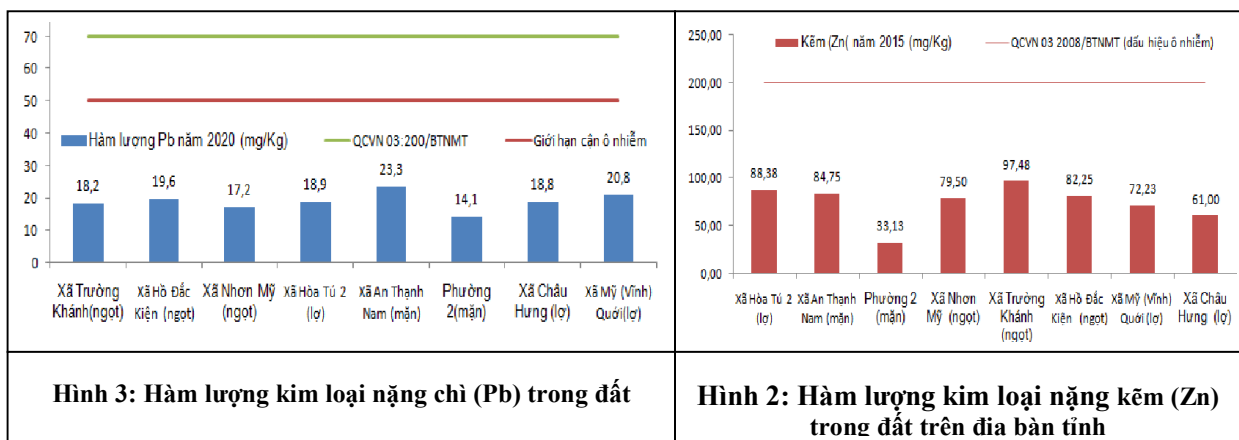 70
60
50
40
30
20
10
0
Hàm lượng Pb năm 2020 (mg/Kg)
QCVN 03:200/BTNMT
Giới hạn cận ô nhiễm
18,2
19,6
17,2
18,9
23,3
14,1
18,8
20,8
Xã Trường Khánh(ngọt)
Xã Hồ Đắc Kiện (ngọt)
Xã Nhơn Mỹ (ngọt)
Xã Hòa Tú 2 (lợ)
Xã An Thạnh Nam (mặn)
Phường 2(mặn)
Xã Châu Hưng (lợ)
Xã Mỹ (Vĩnh) Quới(lợ)
Hình 3: Hàm lượng kim loại nặng chì (Pb) trong đất
250,00
200,00
150,00
100,00
50,00
0,00
Kẽm (Zn( năm 2015 (mg/Kg)
QCVN 03 2008/BTNMT (dấu hiệu ô nhiễm)
88,38
84,75
33,13
79,50
97,48
82,25
72,23
61,00
Xã Hòa Tú 2 (lợ)
Xã An Thạnh Nam (mặn)
Phường 2 (mặn)
Xã Nhơn Mỹ (ngọt)
Xã Trường Khánh (ngọt)
Xã Hồ Đắc Kiện (ngọt)
Xã Mỹ (Vĩnh) Quới (lợ)
Xã Châu Hưng (lợ)
Hình 2: Hàm lượng kim loại nặng kẽm (Zn)
trong đất trên địa bàn tỉnh